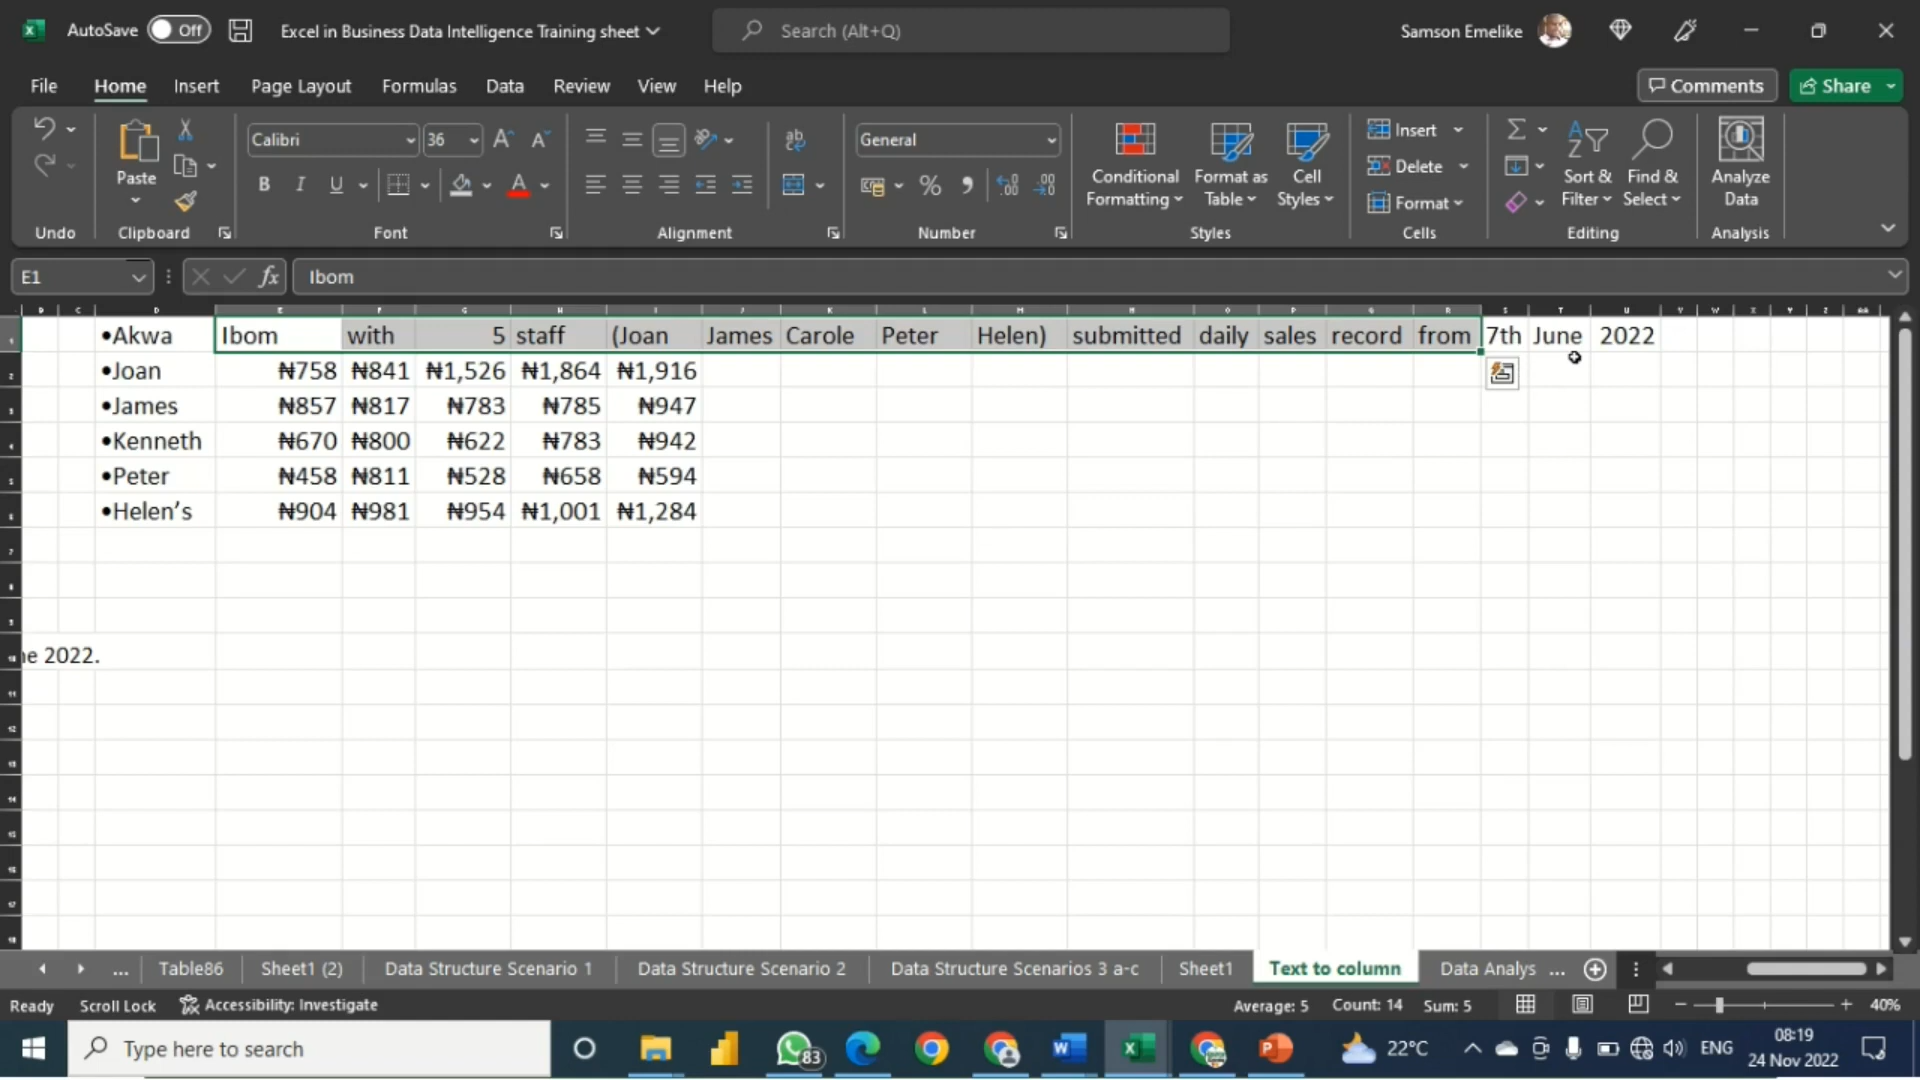 AutoSave Off Excel in Business Data Intelligence Training sheet Search (Alt+Q) Samson Emelike
File Home Insert Page Layout Formulas Data Review View Help Comments Share
Calibri 36 General
Paste Conditional Formatting Format as Table Cell Styles Insert Delete Format Sort & Filter Find & Select Analyze Data
Undo Clipboard Font Alignment Number Styles Cells Editing Analysis
E1 fx Ibom
•Akwa Ibom with 5 staff (Joan James Carole Peter Helen) submitted daily sales record from 7th June 2022
•Joan ₦758 ₦841 ₦1,526 ₦1,864 ₦1,916
•James ₦857 ₦817 ₦783 ₦785 ₦947
•Kenneth ₦670 ₦800 ₦622 ₦783 ₦942
•Peter ₦458 ₦811 ₦528 ₦658 ₦594
•Helen’s ₦904 ₦981 ₦954 ₦1,001 ₦1,284
ne 2022.
... Table86 Sheet1 (2) Data Structure Scenario 1 Data Structure Scenario 2 Data Structure Scenarios 3 a-c Sheet1 Text to column Data Analys ...
Ready Scroll Lock Accessibility: Investigate Average: 5 Count: 14 Sum: 5 40%
Type here to search 83 22°C ENG 08:19
24 Nov 2022